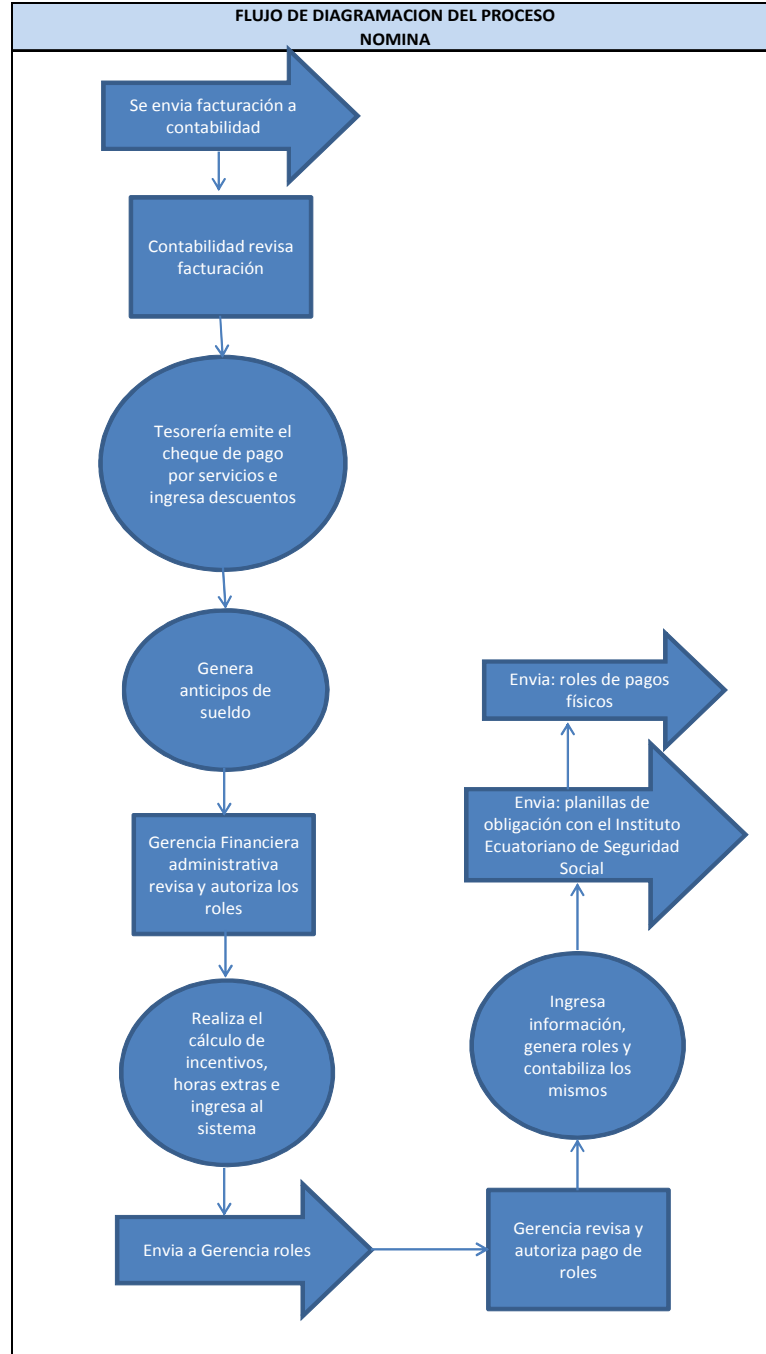 FLUJO DE DIAGRAMACION DEL PROCESO
NOMINA
Se envia facturación a
contabilidad
Contabilidad revisa
facturación
Tesorería emite el
cheque de pago
por servicios e
ingresa descuentos
Genera
anticipos de
sueldo
Gerencia Financiera
administrativa
revisa y autoriza los
roles
Realiza el
cálculo de
incentivos,
horas extras e
ingresa al
sistema
Envia a Gerencia roles
Gerencia revisa y
autoriza pago de
roles
Ingresa
información,
genera roles y
contabiliza los
mismos
Envia: planillas de
obligación con el Instituto
Ecuatoriano de Seguridad
Social
Envia: roles de pagos
físicos